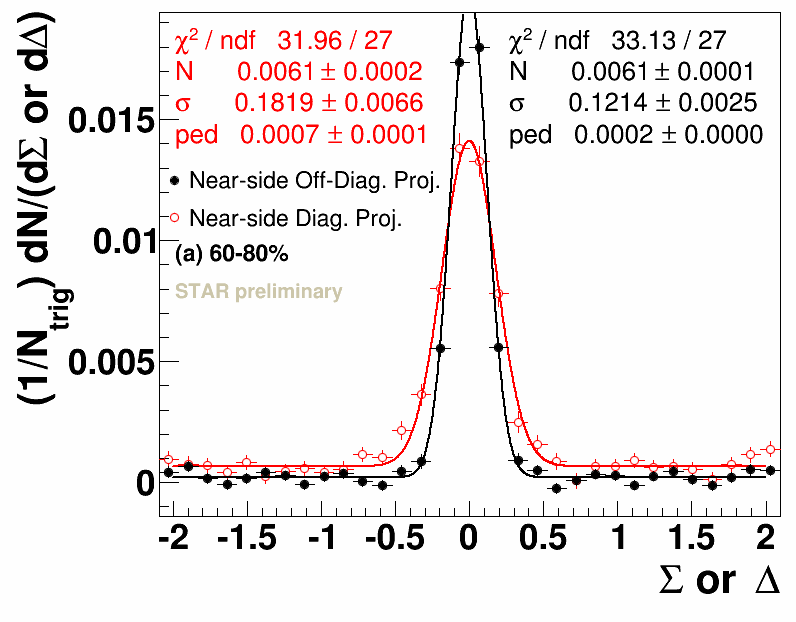 (1/N_trig) dN/(dΣ or dΔ)
χ² / ndf 31.96 / 27
N 0.0061 ± 0.0002
σ 0.1819 ± 0.0066
ped 0.0007 ± 0.0001
χ² / ndf 33.13 / 27
N 0.0061 ± 0.0001
σ 0.1214 ± 0.0025
ped 0.0002 ± 0.0000
Near-side Off-Diag. Proj.
Near-side Diag. Proj.
(a) 60-80%
STAR preliminary
0.015
0.01
0.005
0
-2 -1.5 -1 -0.5 0 0.5 1 1.5 2
Σ or Δ